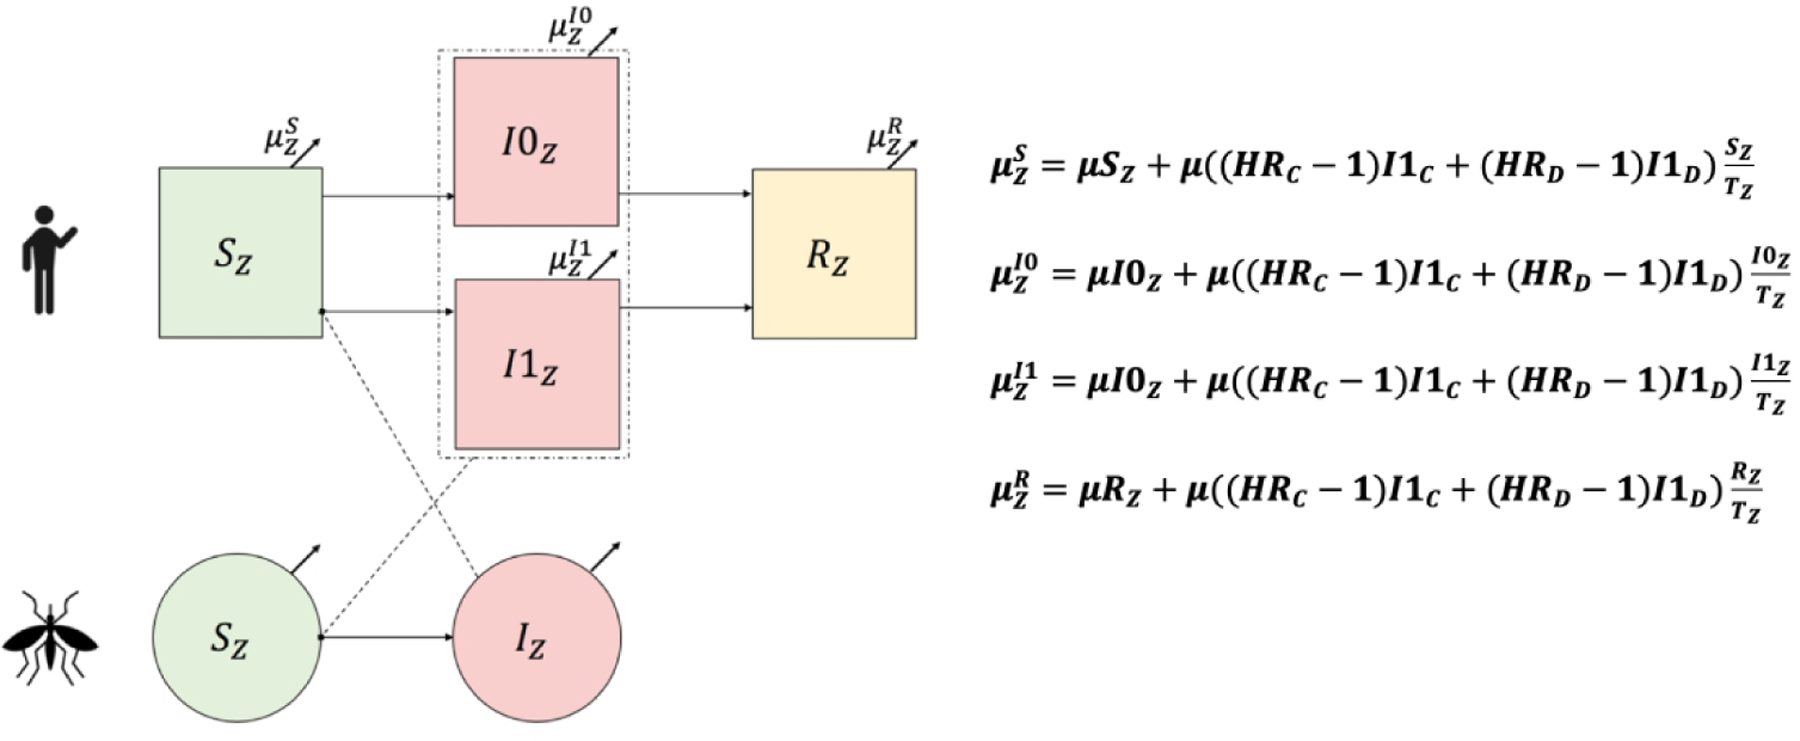 μ_Z^{I0}
μ_Z^S
I0_Z
μ_Z^R
S_Z
μ_Z^{I1}
R_Z
I1_Z
S_Z
I_Z
μ_Z^S = μS_Z + μ((HR_C − 1)I1_C + (HR_D − 1)I1_D) S_Z/T_Z
μ_Z^{I0} = μI0_Z + μ((HR_C − 1)I1_C + (HR_D − 1)I1_D) I0_Z/T_Z
μ_Z^{I1} = μI0_Z + μ((HR_C − 1)I1_C + (HR_D − 1)I1_D) I1_Z/T_Z
μ_Z^R = μR_Z + μ((HR_C − 1)I1_C + (HR_D − 1)I1_D) R_Z/T_Z